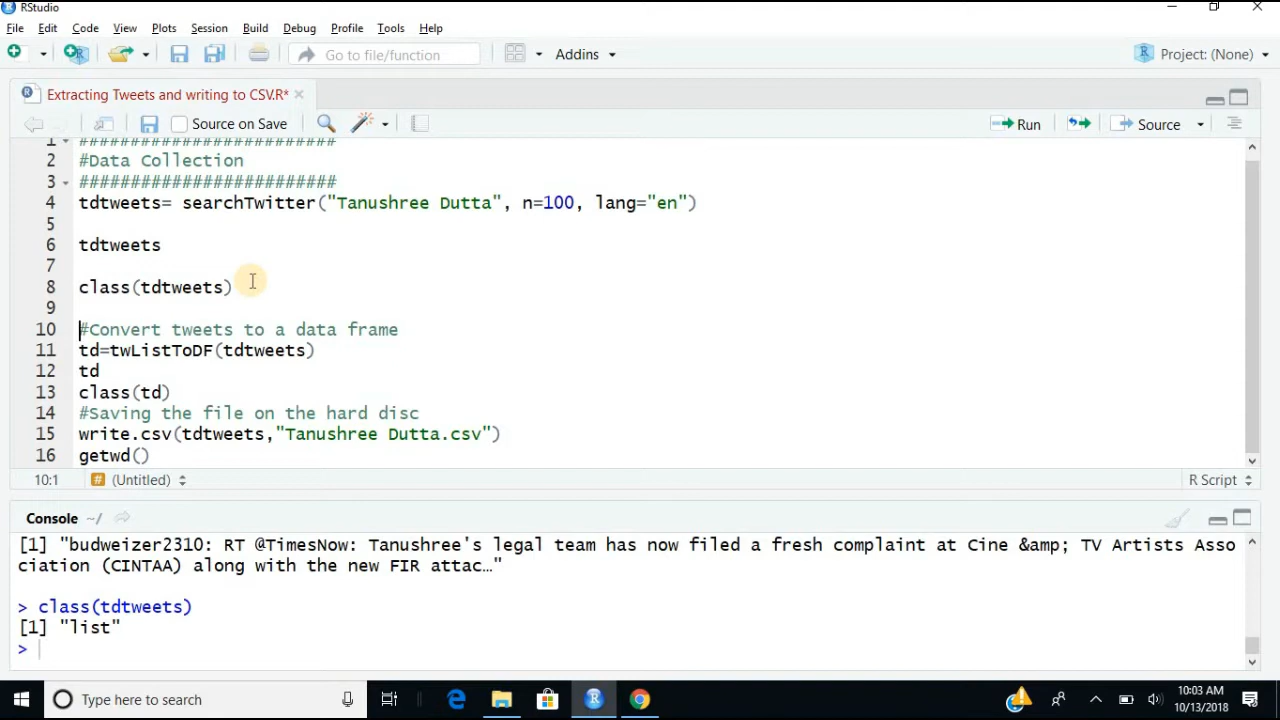 RStudio
File Edit Code View Plots Session Build Debug Profile Tools Help
Go to file/function Addins Project: (None)
Extracting Tweets and writing to CSV.R*
Source on Save Run Source
1 #########################
2 #Data Collection
3 #########################
4 tdtweets= searchTwitter("Tanushree Dutta", n=100, lang="en")
5
6 tdtweets
7
8 class(tdtweets)
9
10 #Convert tweets to a data frame
11 td=twListToDF(tdtweets)
12 td
13 class(td)
14 #Saving the file on the hard disc
15 write.csv(tdtweets,"Tanushree Dutta.csv")
16 getwd()
10:1 # (Untitled) R Script
Console ~/
[1] "budweizer2310: RT @TimesNow: Tanushree's legal team has now filed a fresh complaint at Cine &amp; TV Artists Asso
ciation (CINTAA) along with the new FIR attac…"
> class(tdtweets)
[1] "list"
>
Type here to search 10:03 AM
10/13/2018